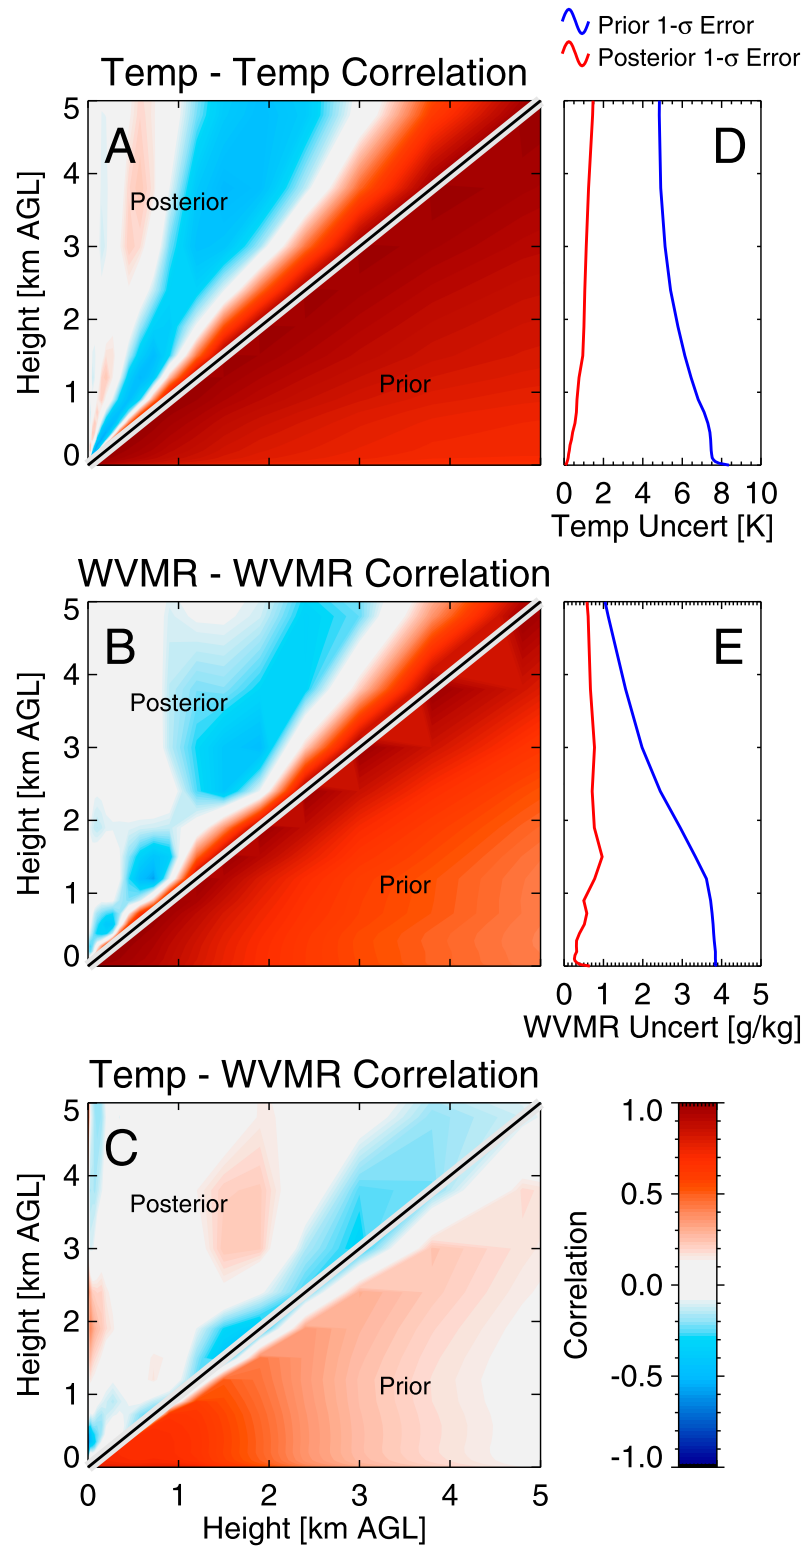 Prior 1-σ Error
Posterior 1-σ Error
Temp - Temp Correlation
A
Posterior
Prior
Height [km AGL]
5
4
3
2
1
0
D
0 2 4 6 8 10
Temp Uncert [K]
WVMR - WVMR Correlation
B
Posterior
Prior
Height [km AGL]
5
4
3
2
1
0
E
0 1 2 3 4 5
WVMR Uncert [g/kg]
Temp - WVMR Correlation
C
Posterior
Prior
Height [km AGL]
5
4
3
2
1
0
0 1 2 3 4 5
Height [km AGL]
Correlation
1.0
0.5
0.0
-0.5
-1.0